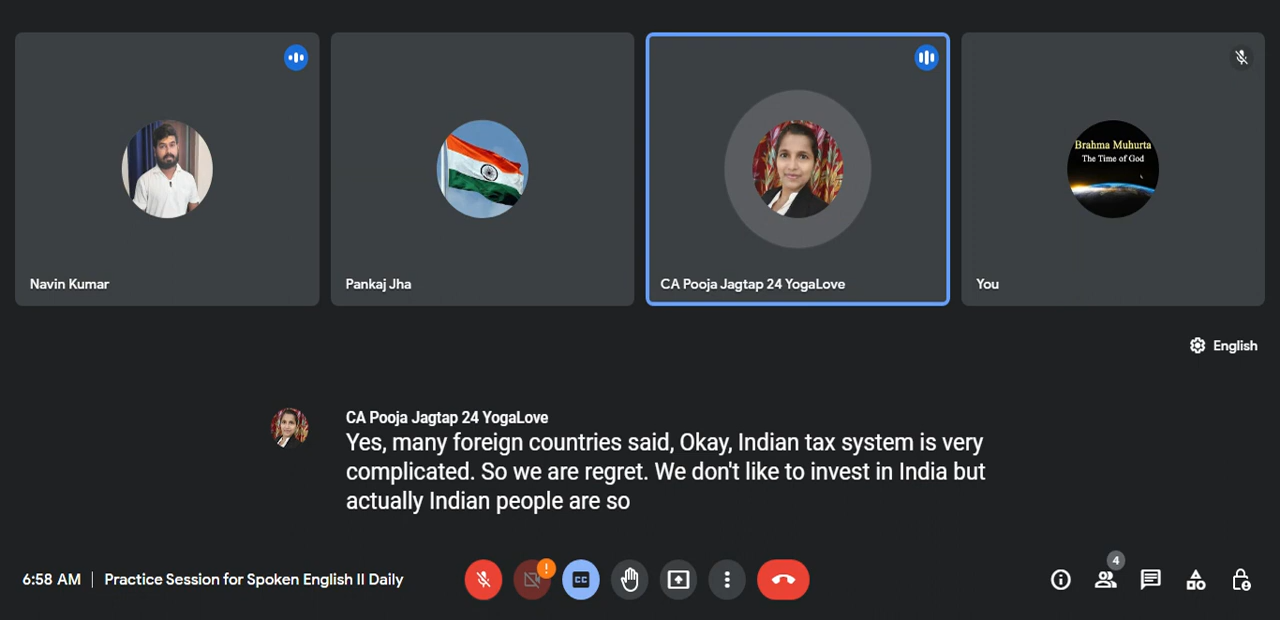 Brahma Muhurta
The Time of God
Navin Kumar
Pankaj Jha
CA Pooja Jagtap 24 YogaLove
You
English
CA Pooja Jagtap 24 YogaLove
Yes, many foreign countries said, Okay, Indian tax system is very
complicated. So we are regret. We don't like to invest in India but
actually Indian people are so
6:58 AM | Practice Session for Spoken English II Daily
!
CC
4